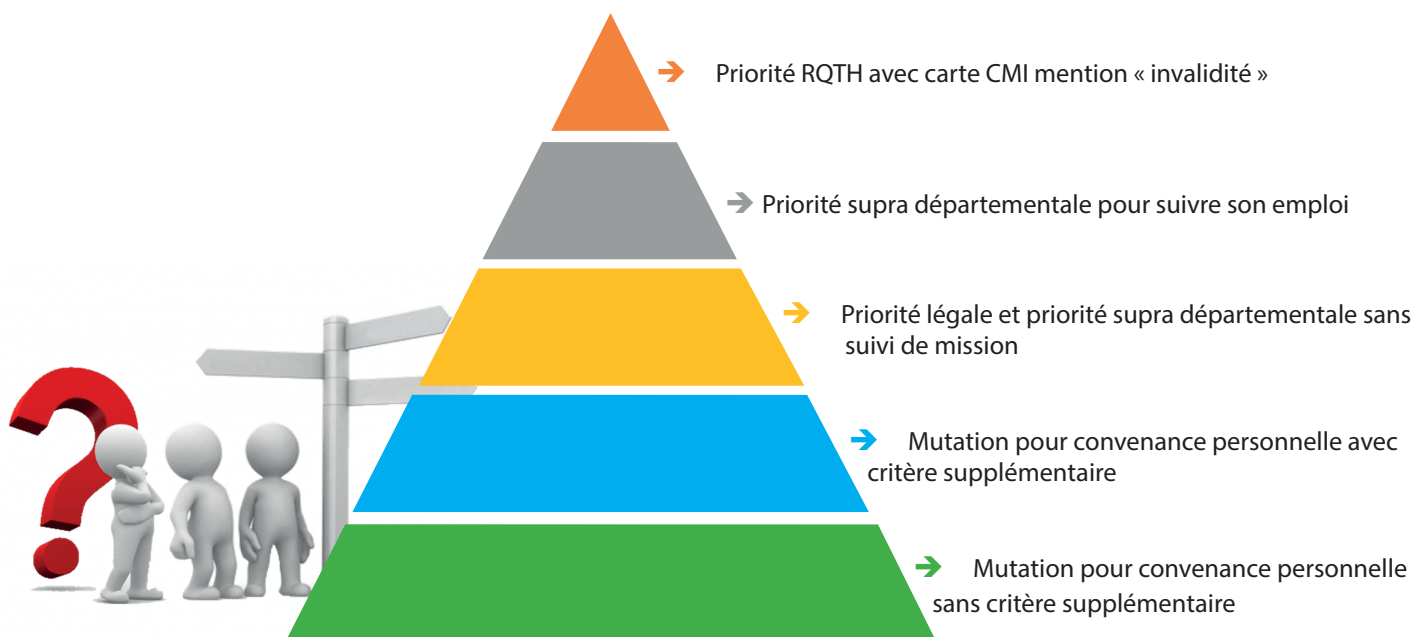 Priorité RQTH avec carte CMI mention « invalidité »
Priorité supra départementale pour suivre son emploi
Priorité légale et priorité supra départementale sans
suivi de mission
Mutation pour convenance personnelle avec
critère supplémentaire
Mutation pour convenance personnelle
sans critère supplémentaire